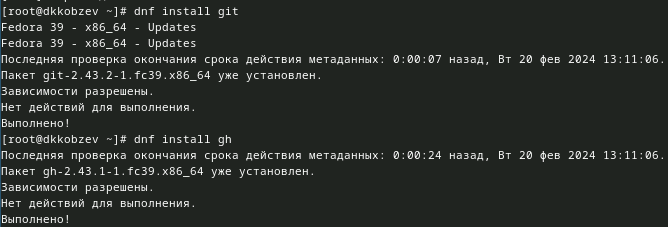 [root@dkkobzev ~]# dnf install git
Fedora 39 - x86_64 - Updates
Fedora 39 - x86_64 - Updates
Последняя проверка окончания срока действия метаданных: 0:00:07 назад, Вт 20 фев 2024 13:11:06.
Пакет git-2.43.2-1.fc39.x86_64 уже установлен.
Зависимости разрешены.
Нет действий для выполнения.
Выполнено!
[root@dkkobzev ~]# dnf install gh
Последняя проверка окончания срока действия метаданных: 0:00:24 назад, Вт 20 фев 2024 13:11:06.
Пакет gh-2.43.1-1.fc39.x86_64 уже установлен.
Зависимости разрешены.
Нет действий для выполнения.
Выполнено!